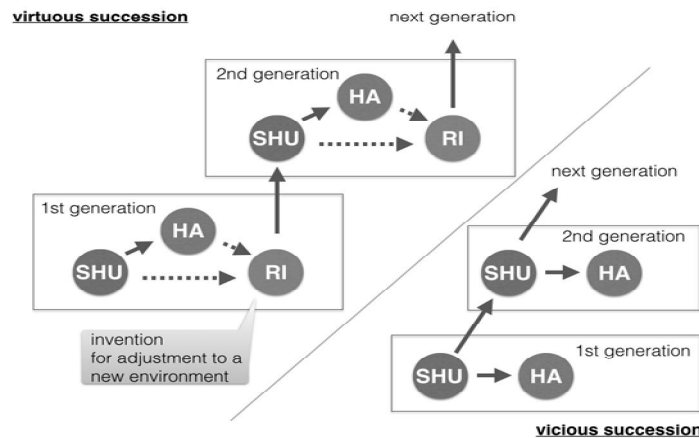 virtuous succession
next generation
2nd generation
HA
SHU
RI
1st generation
HA
SHU
RI
invention
for adjustment to a
new environment
next generation
2nd generation
SHU
HA
1st generation
SHU
HA
vicious succession